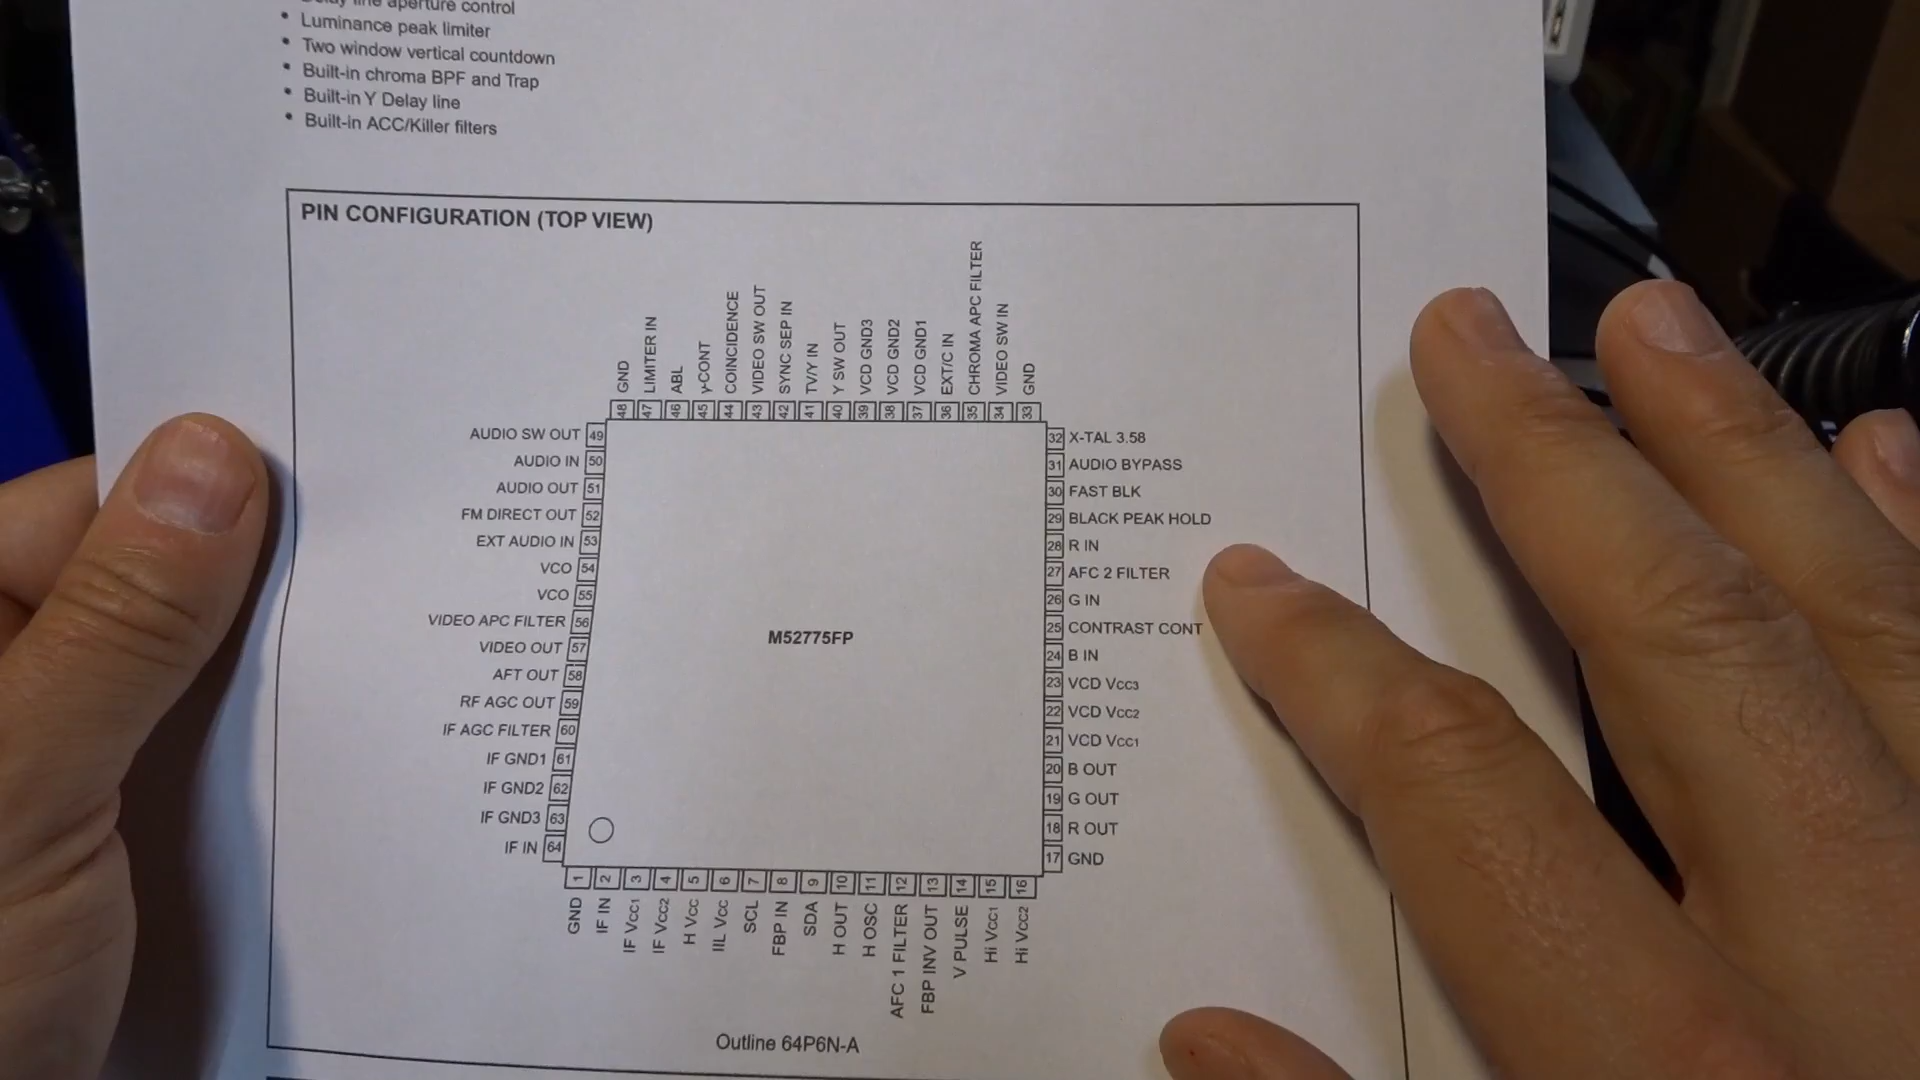 Delay line aperture control
• Luminance peak limiter
• Two window vertical countdown
• Built-in chroma BPF and Trap
• Built-in Y Delay line
• Built-in ACC/Killer filters
PIN CONFIGURATION (TOP VIEW)
GND
LIMITER IN
ABL
γ-CONT
COINCIDENCE
VIDEO SW OUT
SYNC SEP IN
TV/Y IN
Y SW OUT
VCD GND3
VCD GND2
VCD GND1
EXT/C IN
CHROMA APC FILTER
VIDEO SW IN
GND
48 47 46 45 44 43 42 41 40 39 38 37 36 35 34 33
AUDIO SW OUT 49
AUDIO IN 50
AUDIO OUT 51
FM DIRECT OUT 52
EXT AUDIO IN 53
VCO 54
VCO 55
VIDEO APC FILTER 56
VIDEO OUT 57
AFT OUT 58
RF AGC OUT 59
IF AGC FILTER 60
IF GND1 61
IF GND2 62
IF GND3 63
IF IN 64
M52775FP
32 X-TAL 3.58
31 AUDIO BYPASS
30 FAST BLK
29 BLACK PEAK HOLD
28 R IN
27 AFC 2 FILTER
26 G IN
25 CONTRAST CONT
24 B IN
23 VCD Vcc3
22 VCD Vcc2
21 VCD Vcc1
20 B OUT
19 G OUT
18 R OUT
17 GND
1 2 3 4 5 6 7 8 9 10 11 12 13 14 15 16
GND
IF IN
IF Vcc1
IF Vcc2
H Vcc
IIL Vcc
SCL
FBP IN
SDA
H OUT
H OSC
AFC 1 FILTER
FBP INV OUT
V PULSE
Hi Vcc1
Hi Vcc2
Outline 64P6N-A